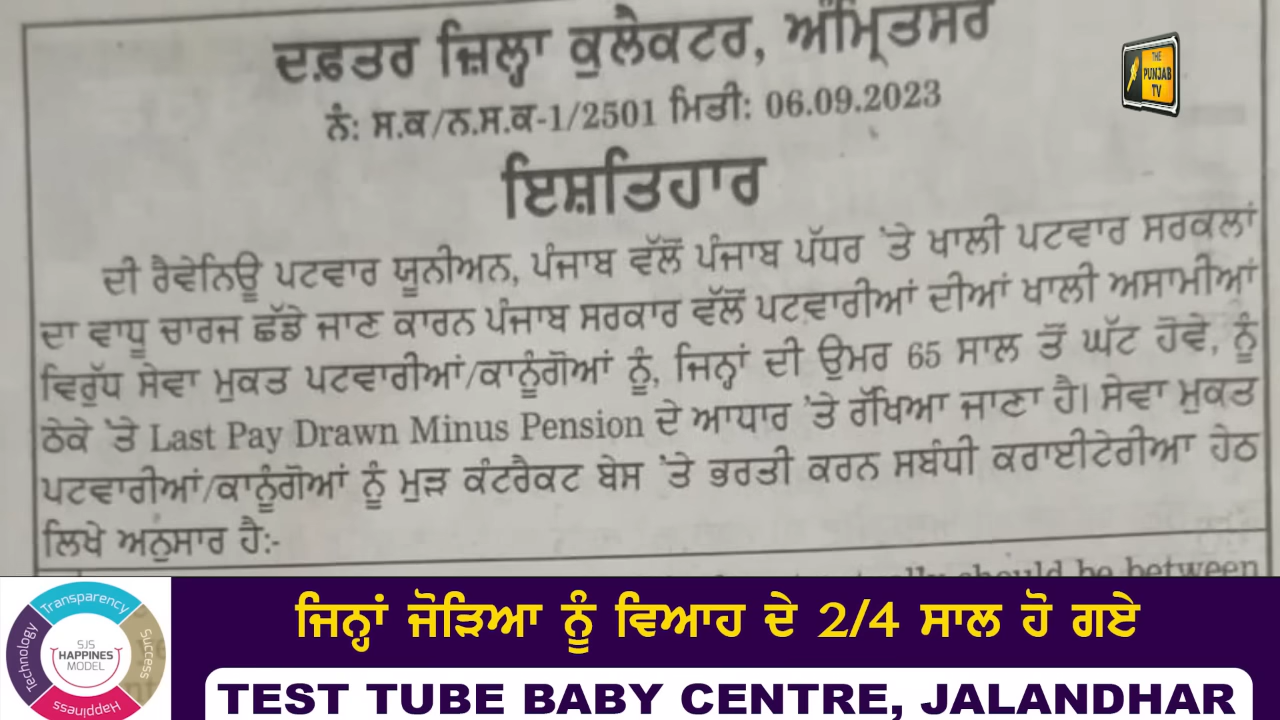 ਦਫ਼ਤਰ ਜ਼ਿਲ੍ਹਾ ਕੁਲੈਕਟਰ, ਅੰਮ੍ਰਿਤਸਰ
THE PUNJAB TV
ਨੰ: ਸ.ਕ/ਨ.ਸ.ਕ-1/2501 ਮਿਤੀ: 06.09.2023
ਇਸ਼ਤਿਹਾਰ
ਦੀ ਰੈਵੇਨਿਊ ਪਟਵਾਰ ਯੂਨੀਅਨ, ਪੰਜਾਬ ਵੱਲੋਂ ਪੰਜਾਬ ਪੱਧਰ 'ਤੇ ਖਾਲੀ ਪਟਵਾਰ ਸਰਕਲਾਂ
ਦਾ ਵਾਧੂ ਚਾਰਜ ਛੱਡੇ ਜਾਣ ਕਾਰਨ ਪੰਜਾਬ ਸਰਕਾਰ ਵੱਲੋਂ ਪਟਵਾਰੀਆਂ ਦੀਆਂ ਖਾਲੀ ਅਸਾਮੀਆਂ
ਵਿਰੁੱਧ ਸੇਵਾ ਮੁਕਤ ਪਟਵਾਰੀਆਂ/ਕਾਨੂੰਗੋਆਂ ਨੂੰ, ਜਿਨ੍ਹਾਂ ਦੀ ਉਮਰ 65 ਸਾਲ ਤੋਂ ਘੱਟ ਹੋਵੇ, ਨੂੰ
ਠੇਕੇ 'ਤੇ Last Pay Drawn Minus Pension ਦੇ ਆਧਾਰ 'ਤੇ ਰੱਖਿਆ ਜਾਣਾ ਹੈ। ਸੇਵਾ ਮੁਕਤ
ਪਟਵਾਰੀਆਂ/ਕਾਨੂੰਗੋਆਂ ਨੂੰ ਮੁੜ ਕੰਟਰੈਕਟ ਬੇਸ 'ਤੇ ਭਰਤੀ ਕਰਨ ਸਬੰਧੀ ਕਰਾਈਟੇਰੀਆ ਹੇਠ
ਲਿਖੇ ਅਨੁਸਾਰ ਹੈ:-
should be between
Transparency
Technology
Success
Happiness
SJS
HAPPINES
MODEL
ਜਿਨ੍ਹਾਂ ਜੋੜਿਆ ਨੂੰ ਵਿਆਹ ਦੇ 2/4 ਸਾਲ ਹੋ ਗਏ
TEST TUBE BABY CENTRE, JALANDHAR